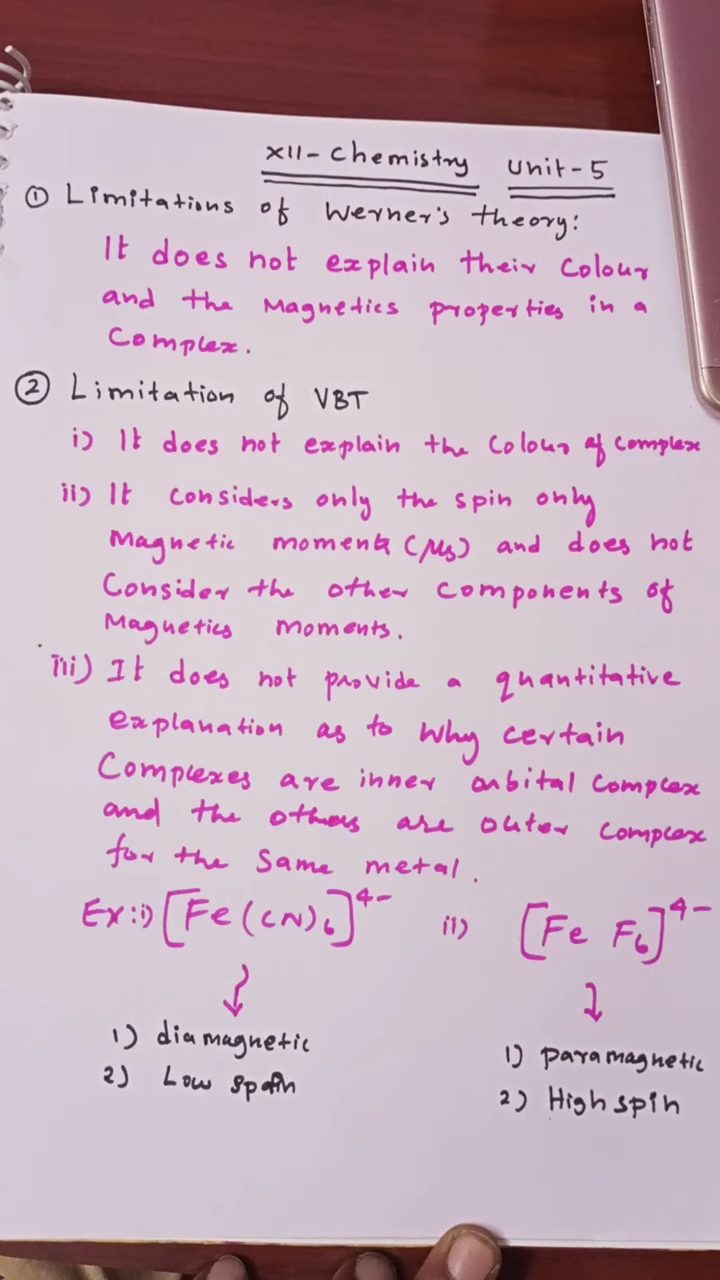 XII - Chemistry Unit - 5
① Limitations of Werner's theory:
It does not explain their colour
and the Magnetics properties in a
Complex.
② Limitation of VBT
i) It does not explain the colour of complex
ii) It considers only the spin only
Magnetic moments (μs) and does not
Consider the other components of
Magnetics moments.
iii) It does not provide a quantitative
explanation as to why certain
Complexes are inner orbital complex
and the others are outer complex
for the same metal.
Ex: i) [Fe(CN)₆]⁴⁻ ii) [Fe F₆]⁴⁻
1) diamagnetic 1) paramagnetic
2) Low spin 2) High spin